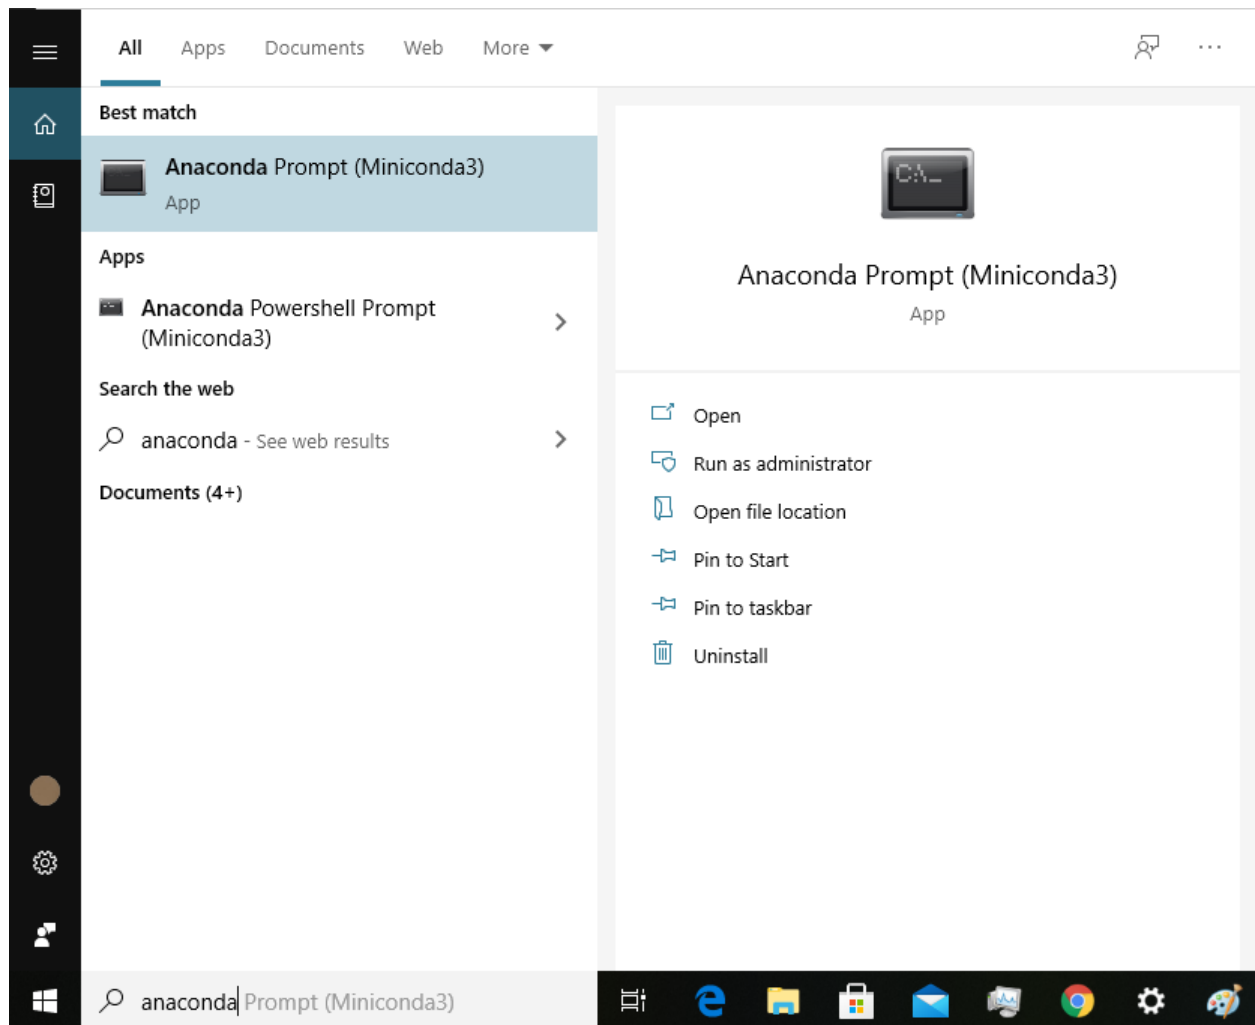 All Apps Documents Web More
Best match
Anaconda Prompt (Miniconda3)
App
Apps
Anaconda Powershell Prompt
(Miniconda3)
Search the web
anaconda - See web results
Documents (4+)
C:\_
Anaconda Prompt (Miniconda3)
App
Open
Run as administrator
Open file location
Pin to Start
Pin to taskbar
Uninstall
anaconda Prompt (Miniconda3)